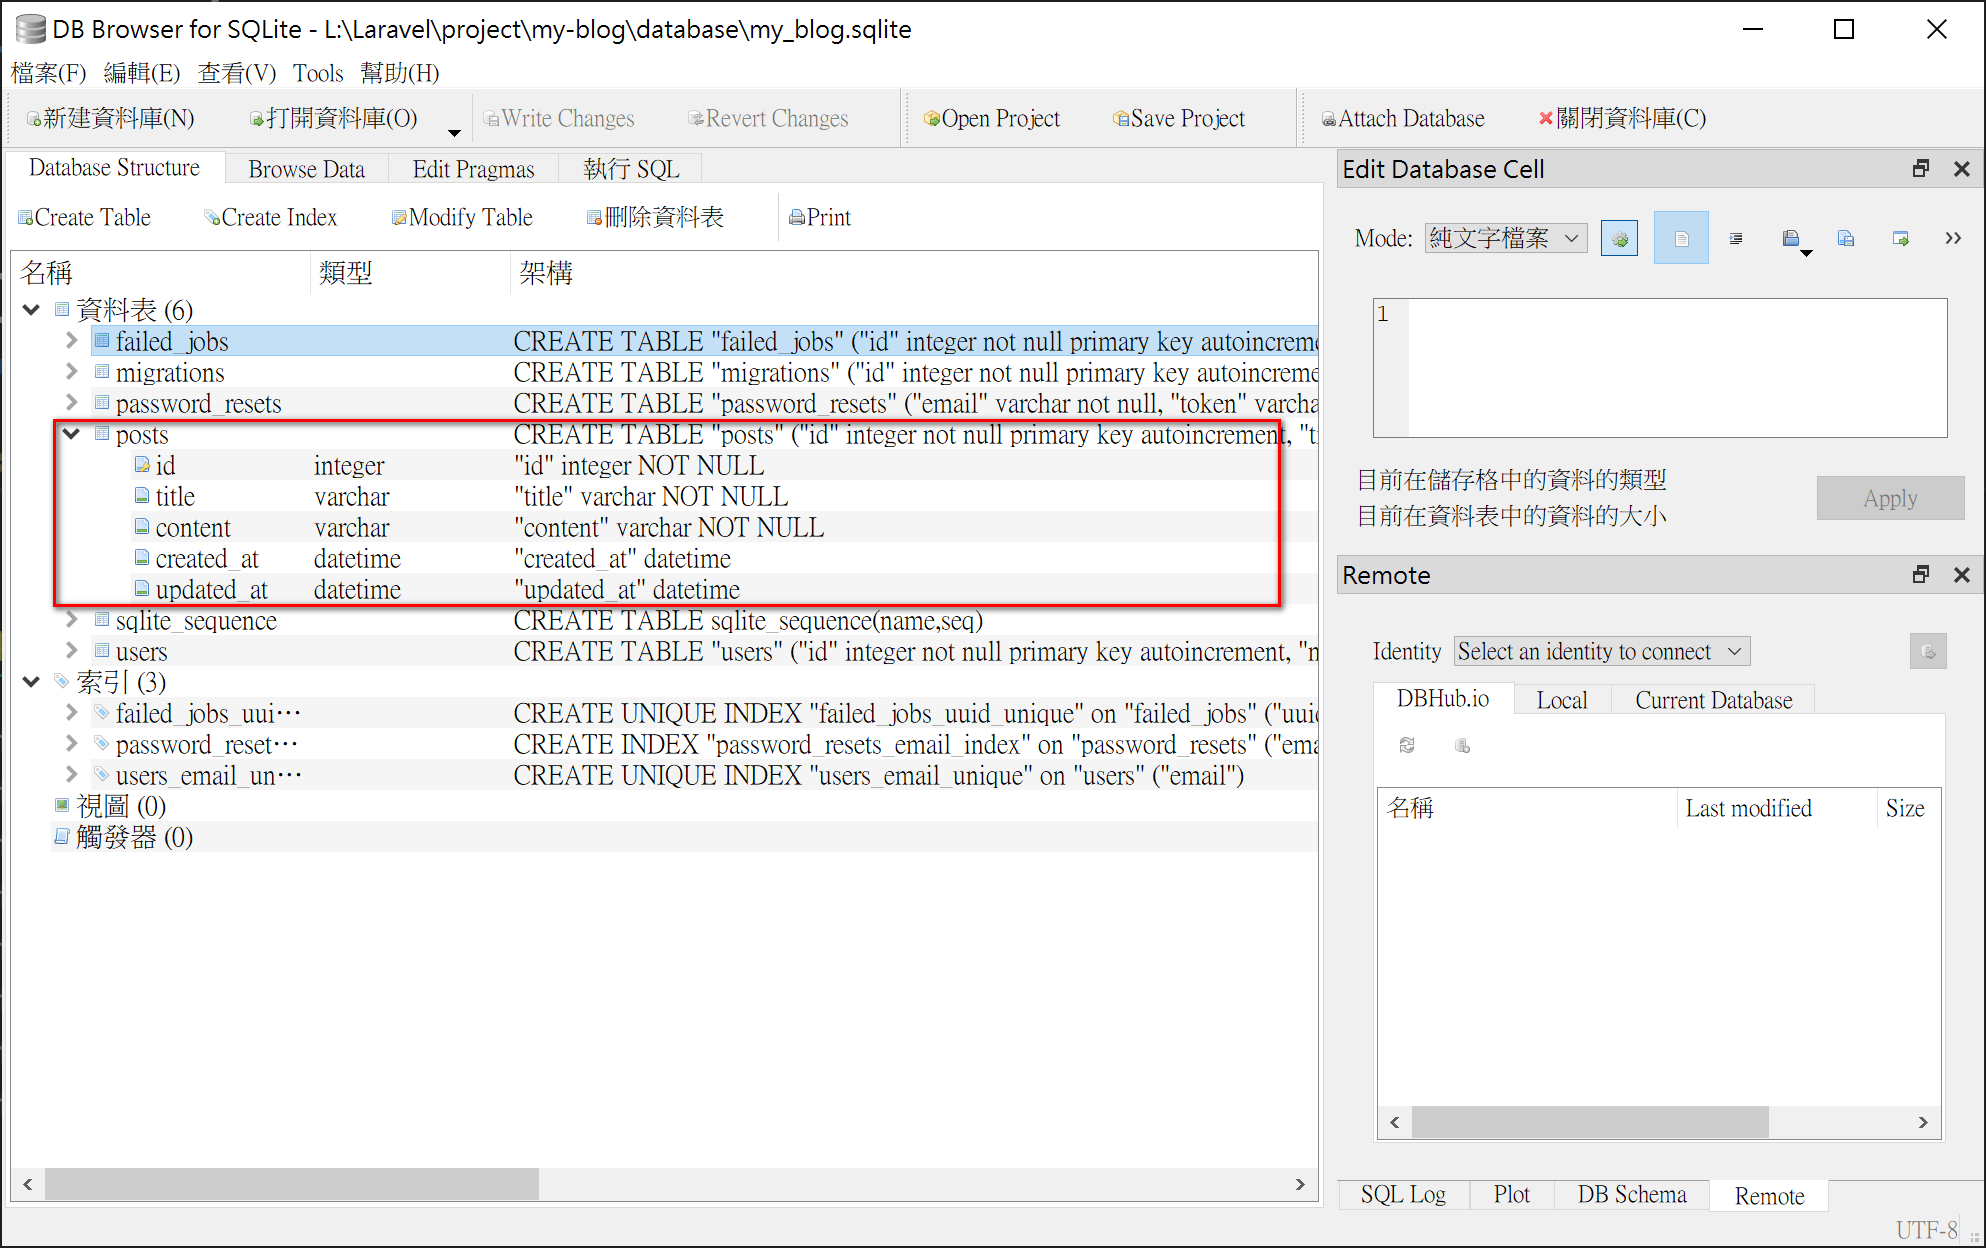 DB Browser for SQLite - L:\Laravel\project\my-blog\database\my_blog.sqlite
檔案(F) 編輯(E) 查看(V) Tools 幫助(H)
新建資料庫(N) 打開資料庫(O) Write Changes Revert Changes Open Project Save Project Attach Database 關閉資料庫(C)
Database Structure Browse Data Edit Pragmas 執行 SQL
Create Table Create Index Modify Table 刪除資料表 Print
名稱 類型 架構
資料表 (6)
failed_jobs CREATE TABLE "failed_jobs" ("id" integer not null primary key autoincreme
migrations CREATE TABLE "migrations" ("id" integer not null primary key autoincreme
password_resets CREATE TABLE "password_resets" ("email" varchar not null, "token" varcha
posts CREATE TABLE "posts" ("id" integer not null primary key autoincrement, "ti
id integer "id" integer NOT NULL
title varchar "title" varchar NOT NULL
content varchar "content" varchar NOT NULL
created_at datetime "created_at" datetime
updated_at datetime "updated_at" datetime
sqlite_sequence CREATE TABLE sqlite_sequence(name,seq)
users CREATE TABLE "users" ("id" integer not null primary key autoincrement, "n
索引 (3)
failed_jobs_uui… CREATE UNIQUE INDEX "failed_jobs_uuid_unique" on "failed_jobs" ("uuid
password_reset… CREATE INDEX "password_resets_email_index" on "password_resets" ("ema
users_email_un… CREATE UNIQUE INDEX "users_email_unique" on "users" ("email")
視圖 (0)
觸發器 (0)
Edit Database Cell
Mode: 純文字檔案
1
目前在儲存格中的資料的類型
目前在資料表中的資料的大小
Apply
Remote
Identity Select an identity to connect
DBHub.io Local Current Database
名稱 Last modified Size
SQL Log Plot DB Schema Remote
UTF-8